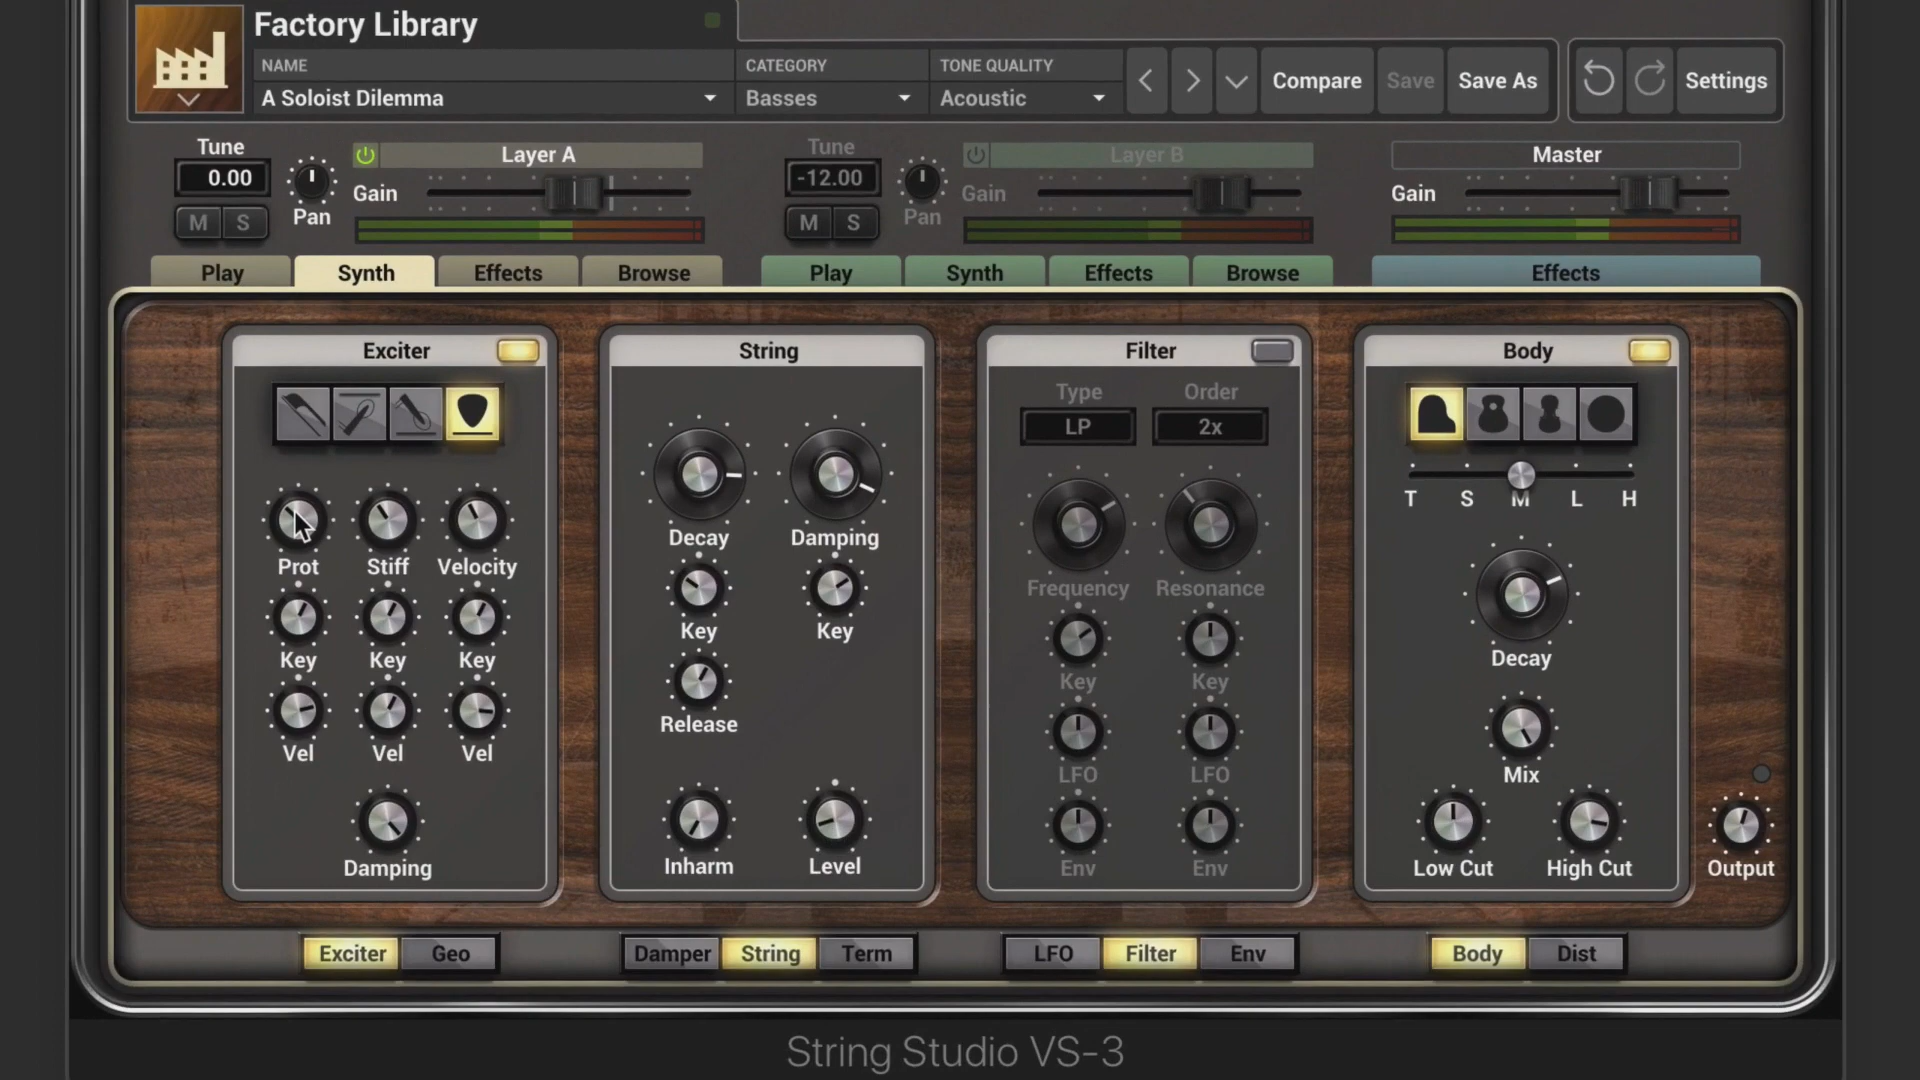 Factory Library
NAME CATEGORY TONE QUALITY
A Soloist Dilemma Basses Acoustic Compare Save Save As Settings
Tune Layer A Tune Layer B Master
0.00 Gain -12.00 Gain Gain
M S Pan M S Pan
Play Synth Effects Browse Play Synth Effects Browse Effects
Exciter String Filter Body
Type Order
LP 2x
T S M L H
Decay Damping
Prot Stiff Velocity
Frequency Resonance
Key Key
Key Key Key
Decay
Key Key
Release
Vel Vel Vel
LFO LFO
Mix
Damping Inharm Level
Env Env
Low Cut High Cut Output
Exciter Geo Damper String Term LFO Filter Env Body Dist
String Studio VS-3